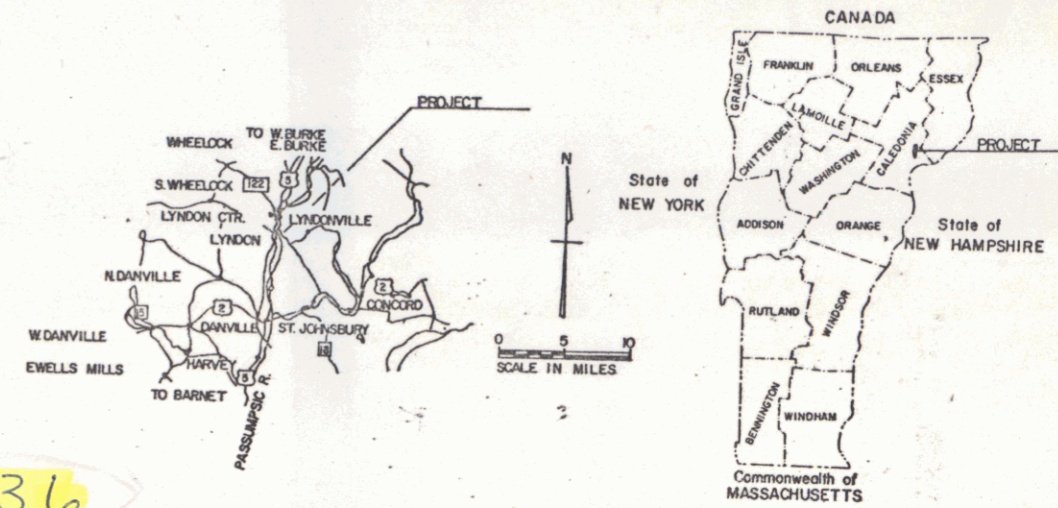 CANADA
GRAND ISLE
FRANKLIN
ORLEANS
ESSEX
LAMOILLE
CHITTENDEN
WASHINGTON
CALEDONIA
PROJECT
State of
NEW YORK
ADDISON
ORANGE
State of
NEW HAMPSHIRE
RUTLAND
WINDSOR
BENNINGTON
WINDHAM
Commonwealth of
MASSACHUSETTS
PROJECT
TO W. BURKE
E. BURKE
WHEELOCK
S. WHEELOCK
122
5
LYNDON CTR.
LYNDONVILLE
LYNDON
N. DANVILLE
2
2
CONCORD
15
W. DANVILLE
DANVILLE
ST. JOHNSBURY
18
EWELLS MILLS
HARVEY
5
TO BARNET
PASSUMPSIC R.
N
0 5 10
SCALE IN MILES
36